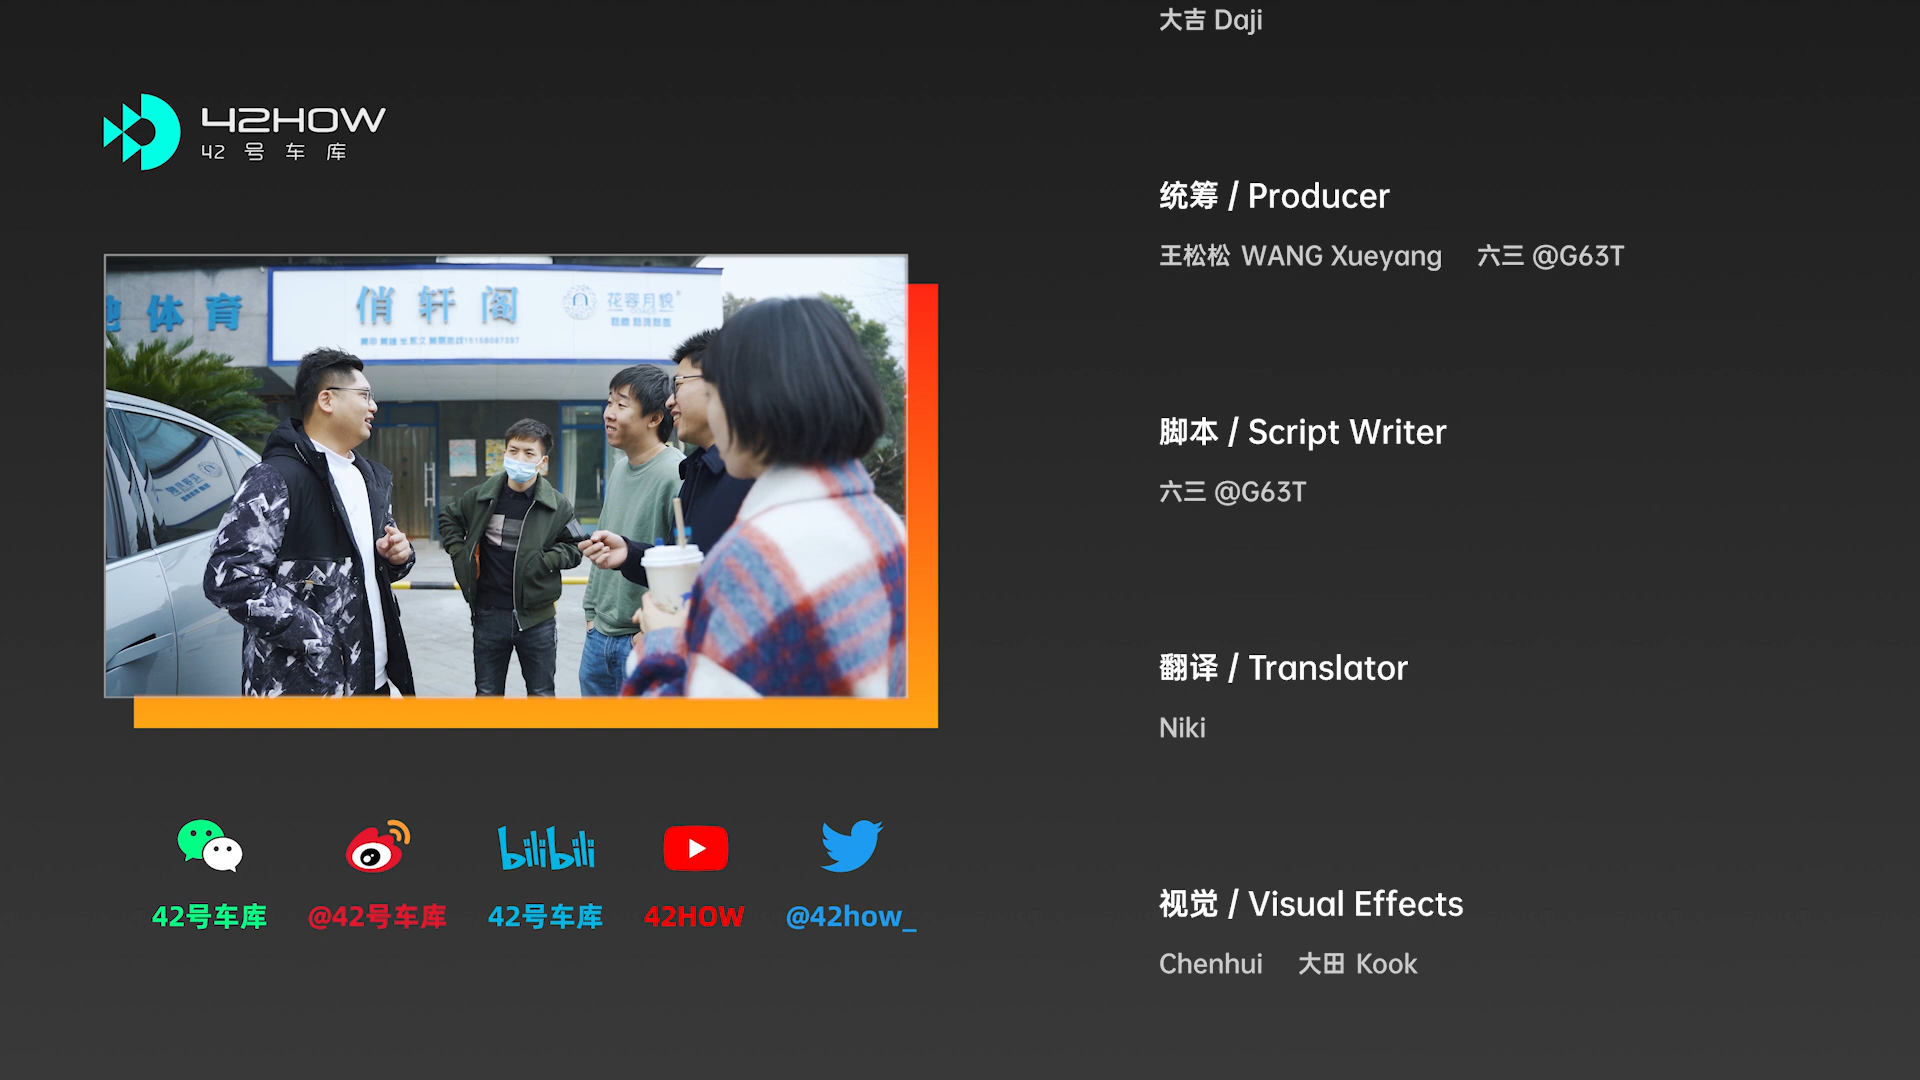 大吉 Daji
42HOW
42号车库
统筹 / Producer
王松松 WANG Xueyang 六三 @G63T
脚本 / Script Writer
六三 @G63T
翻译 / Translator
Niki
视觉 / Visual Effects
Chenhui 大田 Kook
体育
俏轩阁
花容月貌
42号车库
@42号车库
bilibili
42号车库
42HOW
@42how_